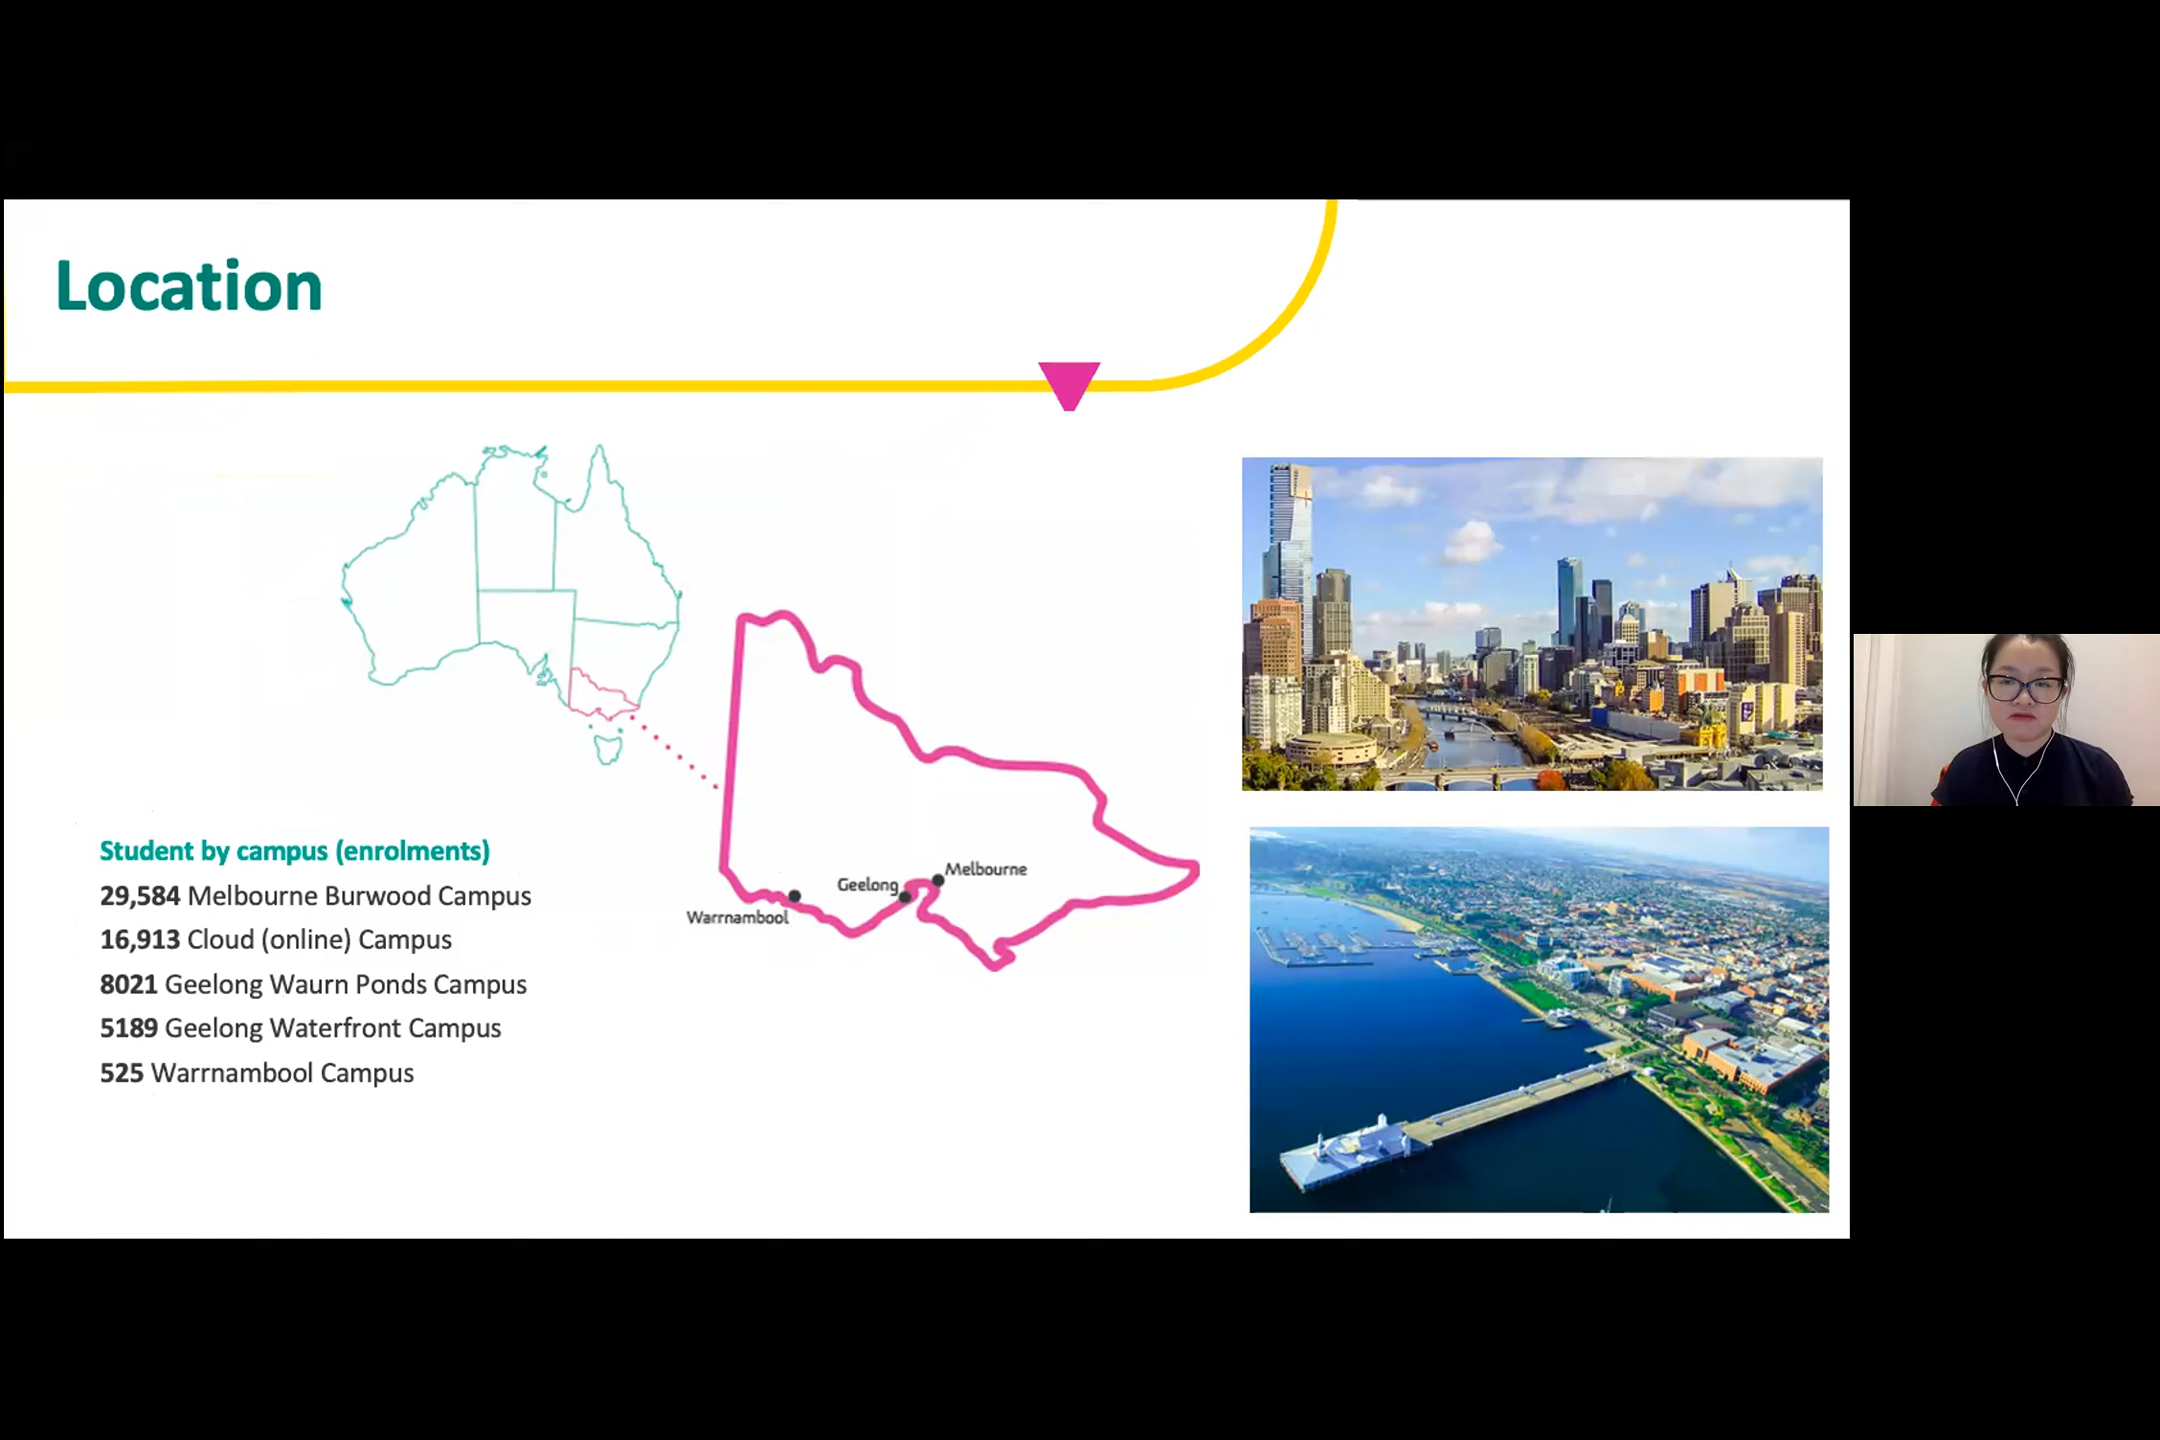 Location
Student by campus (enrolments)
29,584 Melbourne Burwood Campus
16,913 Cloud (online) Campus
8021 Geelong Waurn Ponds Campus
5189 Geelong Waterfront Campus
525 Warrnambool Campus
Melbourne
Geelong
Warrnambool